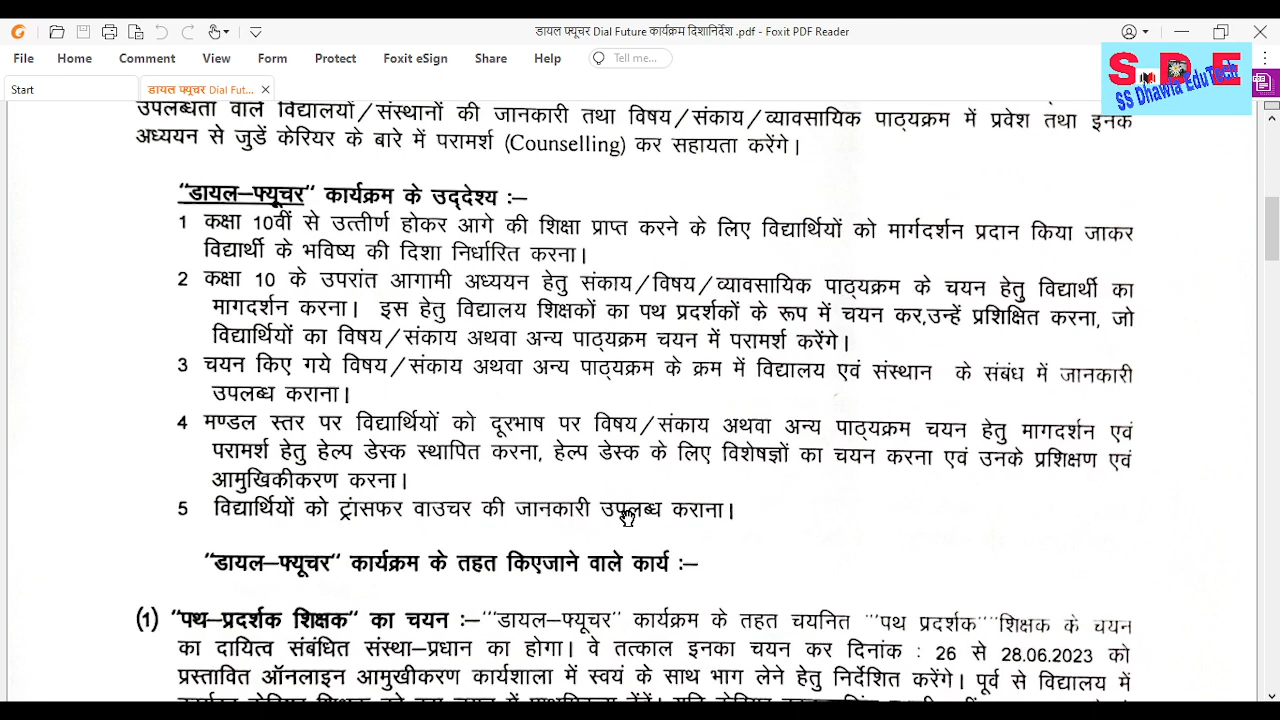 डायल फ्यूचर Dial Future कार्यक्रम दिशानिर्देश .pdf - Foxit PDF Reader
File Home Comment View Form Protect Foxit eSign Share Help Tell me...
S D E
SS Dhawla EduTech
Start डायल फ्यूचर Dial Fut...
उपलब्धता वाले विद्यालयों/संस्थानों की जानकारी तथा विषय/संकाय/व्यावसायिक पाठ्यक्रम में प्रवेश तथा इनके
अध्ययन से जुडें केरियर के बारे में परामर्श (Counselling) कर सहायता करेंगे।
"डायल–फ्यूचर" कार्यक्रम के उद्देश्य :–
1 कक्षा 10वीं से उत्तीर्ण होकर आगे की शिक्षा प्राप्त करने के लिए विद्यार्थियों को मार्गदर्शन प्रदान किया जाकर
विद्यार्थी के भविष्य की दिशा निर्धारित करना।
2 कक्षा 10 के उपरांत आगामी अध्ययन हेतु संकाय/विषय/व्यावसायिक पाठ्यक्रम के चयन हेतु विद्यार्थी का
मागदर्शन करना। इस हेतु विद्यालय शिक्षकों का पथ प्रदर्शकों के रूप में चयन कर,उन्हें प्रशिक्षित करना, जो
विद्यार्थियों का विषय/संकाय अथवा अन्य पाठ्यक्रम चयन में परामर्श करेंगे।
3 चयन किए गये विषय/संकाय अथवा अन्य पाठ्यक्रम के क्रम में विद्यालय एवं संस्थान के संबंध में जानकारी
उपलब्ध कराना।
4 मण्डल स्तर पर विद्यार्थियों को दूरभाष पर विषय/संकाय अथवा अन्य पाठ्यक्रम चयन हेतु मागदर्शन एवं
परामर्श हेतु हेल्प डेस्क स्थापित करना, हेल्प डेस्क के लिए विशेषज्ञों का चयन करना एवं उनके प्रशिक्षण एवं
आमुखिकीकरण करना।
5 विद्यार्थियों को ट्रांसफर वाउचर की जानकारी उपलब्ध कराना।
"डायल–फ्यूचर" कार्यक्रम के तहत किएजाने वाले कार्य :–
(1) "पथ–प्रदर्शक शिक्षक" का चयन :–"'डायल–फ्यूचर" कार्यक्रम के तहत चयनित "'पथ प्रदर्शक"'शिक्षक के चयन
का दायित्व संबंधित संस्था–प्रधान का होगा। वे तत्काल इनका चयन कर दिनांक : 26 से 28.06.2023 को
प्रस्तावित ऑनलाइन आमुखीकरण कार्यशाला में स्वयं के साथ भाग लेने हेतु निर्देशित करेंगे। पूर्व से विद्यालय में